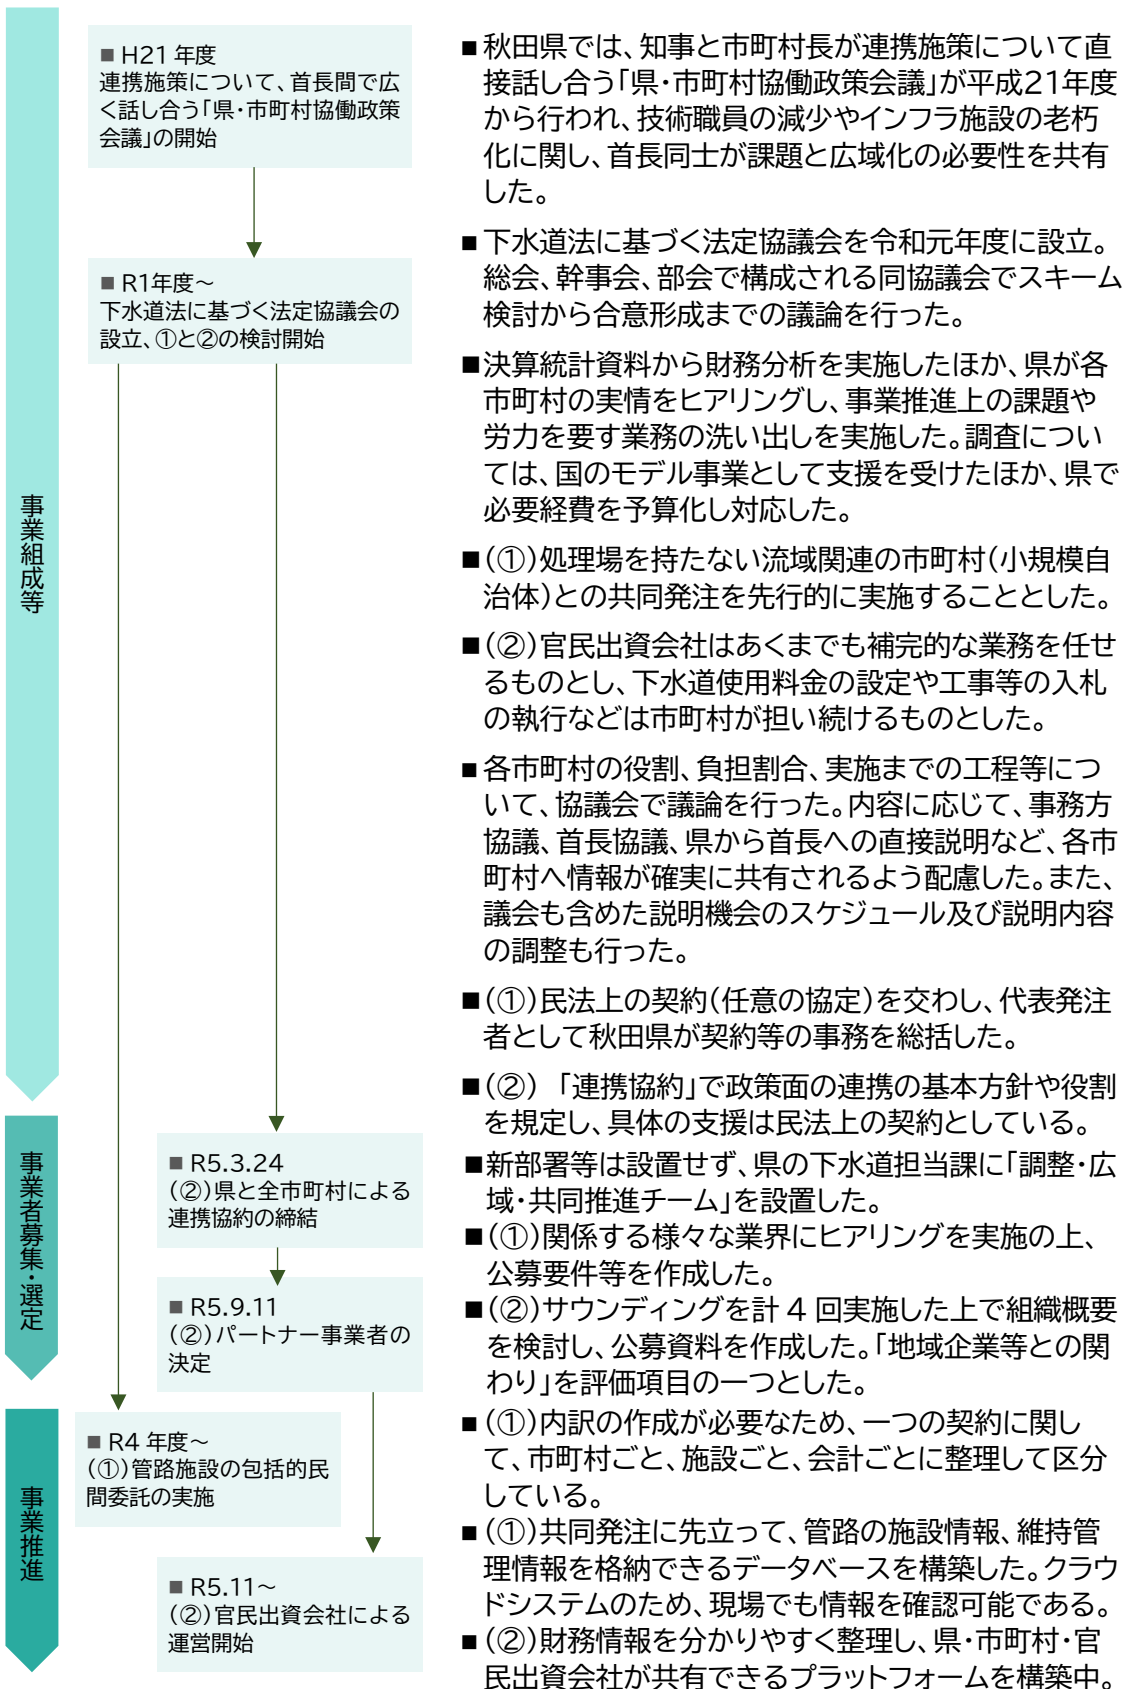 事業組成等
■ H21 年度
連携施策について、首長間で広
く話し合う「県・市町村協働政策
会議」の開始
■ R1年度～
下水道法に基づく法定協議会の
設立、①と②の検討開始
■秋田県では、知事と市町村長が連携施策について直
接話し合う「県・市町村協働政策会議」が平成21年度
から行われ、技術職員の減少やインフラ施設の老朽
化に関し、首長同士が課題と広域化の必要性を共有
した。
■下水道法に基づく法定協議会を令和元年度に設立。
総会、幹事会、部会で構成される同協議会でスキーム
検討から合意形成までの議論を行った。
■決算統計資料から財務分析を実施したほか、県が各
市町村の実情をヒアリングし、事業推進上の課題や
労力を要す業務の洗い出しを実施した。調査につい
ては、国のモデル事業として支援を受けたほか、県で
必要経費を予算化し対応した。
■(①)処理場を持たない流域関連の市町村(小規模自
治体)との共同発注を先行的に実施することとした。
■(②)官民出資会社はあくまでも補完的な業務を任せ
るものとし、下水道使用料金の設定や工事等の入札
の執行などは市町村が担い続けるものとした。
■各市町村の役割、負担割合、実施までの工程等につ
いて、協議会で議論を行った。内容に応じて、事務方
協議、首長協議、県から首長への直接説明など、各市
町村へ情報が確実に共有されるよう配慮した。また、
議会も含めた説明機会のスケジュール及び説明内容
の調整も行った。
■(①)民法上の契約(任意の協定)を交わし、代表発注
者として秋田県が契約等の事務を総括した。
■(②) 「連携協約」で政策面の連携の基本方針や役割
を規定し、具体の支援は民法上の契約としている。
事業者募集・選定
■ R5.3.24
(②)県と全市町村による
連携協約の締結
■ R5.9.11
(②)パートナー事業者の
決定
■新部署等は設置せず、県の下水道担当課に「調整・広
域・共同推進チーム」を設置した。
■(①)関係する様々な業界にヒアリングを実施の上、
公募要件等を作成した。
■(②)サウンディングを計 4 回実施した上で組織概要
を検討し、公募資料を作成した。「地域企業等との関
わり」を評価項目の一つとした。
事業推進
■ R4 年度～
(①)管路施設の包括的民
間委託の実施
■ R5.11～
(②)官民出資会社による
運営開始
■(①)内訳の作成が必要なため、一つの契約に関し
て、市町村ごと、施設ごと、会計ごとに整理して区分
している。
■(①)共同発注に先立って、管路の施設情報、維持管
理情報を格納できるデータベースを構築した。クラウ
ドシステムのため、現場でも情報を確認可能である。
■(②)財務情報を分かりやすく整理し、県・市町村・官
民出資会社が共有できるプラットフォームを構築中。